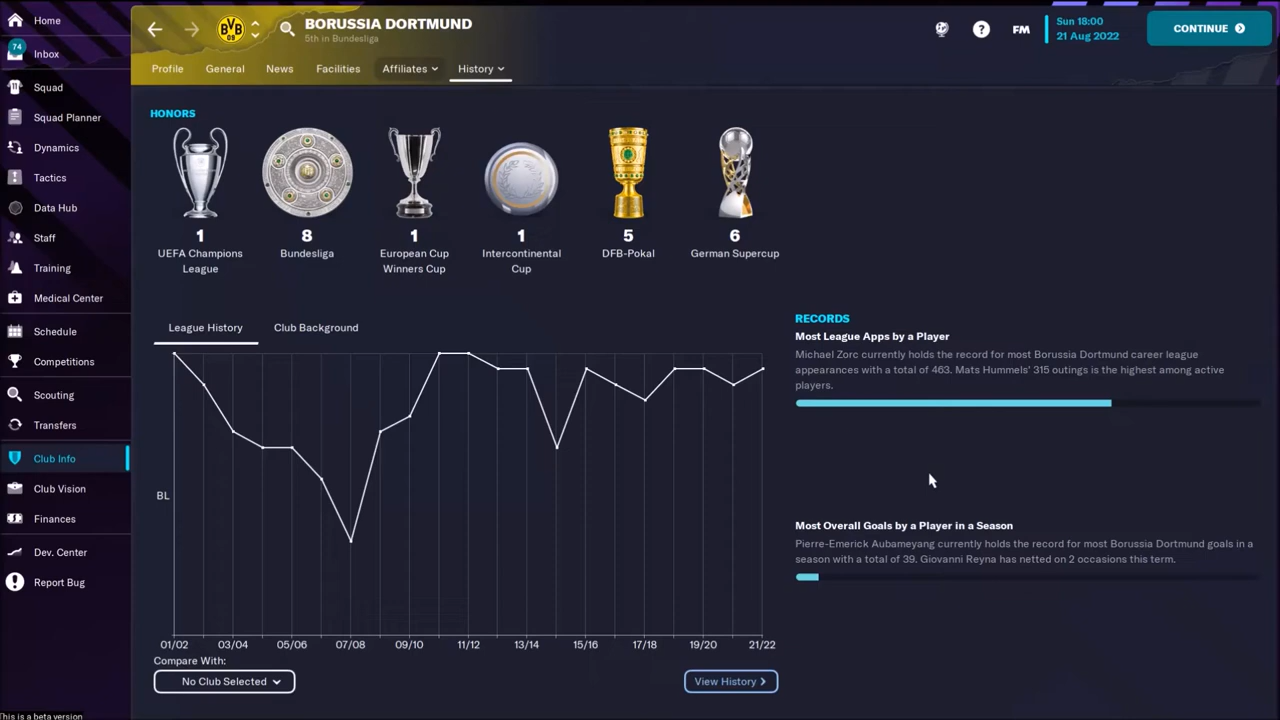 Home
74
Inbox
Squad
Squad Planner
Dynamics
Tactics
Data Hub
Staff
Training
Medical Center
Schedule
Competitions
Scouting
Transfers
Club Info
Club Vision
Finances
Dev. Center
Report Bug
This is a beta version
BVB
09
BORUSSIA DORTMUND
5th in Bundesliga
?
FM
Sun 18:00
21 Aug 2022
CONTINUE
Profile
General
News
Facilities
Affiliates
History
HONORS
1
UEFA Champions
League
8
Bundesliga
1
European Cup
Winners Cup
1
Intercontinental
Cup
5
DFB-Pokal
6
German Supercup
League History
Club Background
BL
01/02 03/04 05/06 07/08 09/10 11/12 13/14 15/16 17/18 19/20 21/22
Compare With:
No Club Selected
View History
RECORDS
Most League Apps by a Player
Michael Zorc currently holds the record for most Borussia Dortmund career league
appearances with a total of 463. Mats Hummels' 315 outings is the highest among active
players.
Most Overall Goals by a Player in a Season
Pierre-Emerick Aubameyang currently holds the record for most Borussia Dortmund goals in a
season with a total of 39. Giovanni Reyna has netted on 2 occasions this term.